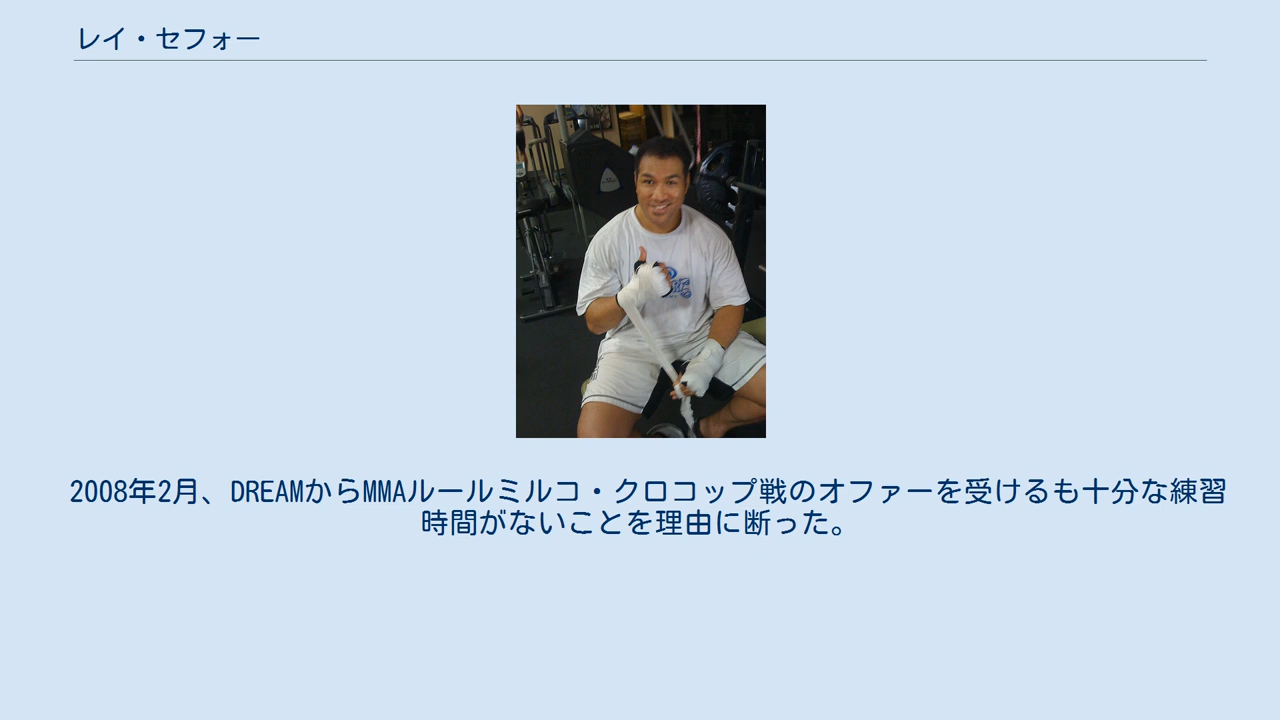 レイ・セフォー
2008年2月、DREAMからMMAルールミルコ・クロコップ戦のオファーを受けるも十分な練習
時間がないことを理由に断った。